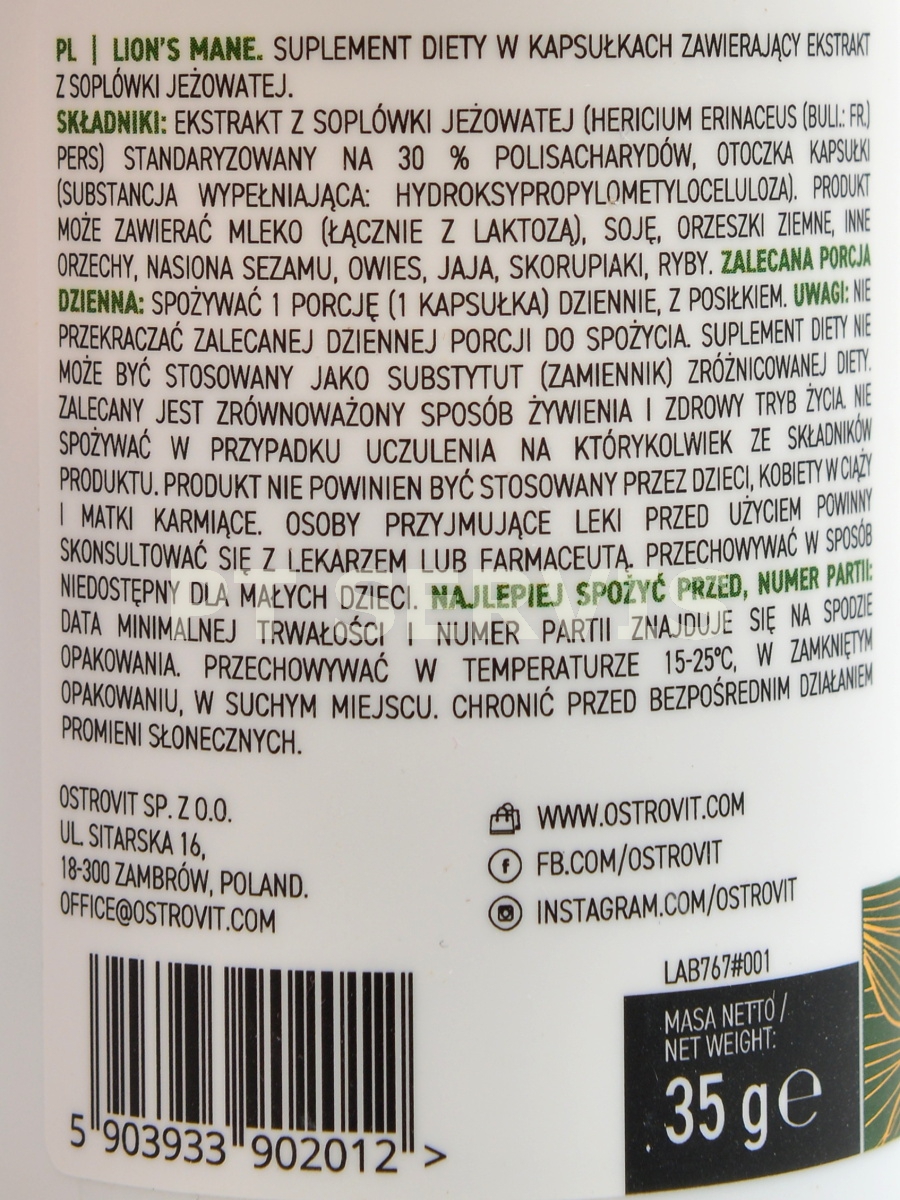 PL | LION'S MANE. SUPLEMENT DIETY W KAPSUŁKACH ZAWIERAJĄCY EKSTRAKT
Z SOPLÓWKI JEŻOWATEJ.
SKŁADNIKI: EKSTRAKT Z SOPLÓWKI JEŻOWATEJ (HERICIUM ERINACEUS (BULL.: FR.)
PERS) STANDARYZOWANY NA 30 % POLISACHARYDÓW, OTOCZKA KAPSUŁKI
(SUBSTANCJA WYPEŁNIAJĄCA: HYDROKSYPROPYLOMETYLOCELULOZA). PRODUKT
MOŻE ZAWIERAĆ MLEKO (ŁĄCZNIE Z LAKTOZĄ), SOJĘ, ORZESZKI ZIEMNE, INNE
ORZECHY, NASIONA SEZAMU, OWIES, JAJA, SKORUPIAKI, RYBY. ZALECANA PORCJA
DZIENNA: SPOŻYWAĆ 1 PORCJĘ (1 KAPSUŁKA) DZIENNIE, Z POSIŁKIEM. UWAGI: NIE
PRZEKRACZAĆ ZALECANEJ DZIENNEJ PORCJI DO SPOŻYCIA. SUPLEMENT DIETY NIE
MOŻE BYĆ STOSOWANY JAKO SUBSTYTUT (ZAMIENNIK) ZRÓŻNICOWANEJ DIETY.
ZALECANY JEST ZRÓWNOWAŻONY SPOSÓB ŻYWIENIA I ZDROWY TRYB ŻYCIA. NIE
SPOŻYWAĆ W PRZYPADKU UCZULENIA NA KTÓRYKOLWIEK ZE SKŁADNIKÓW
PRODUKTU. PRODUKT NIE POWINIEN BYĆ STOSOWANY PRZEZ DZIECI, KOBIETY W CIĄŻY
I MATKI KARMIĄCE. OSOBY PRZYJMUJĄCE LEKI PRZED UŻYCIEM POWINNY
SKONSULTOWAĆ SIĘ Z LEKARZEM LUB FARMACEUTĄ. PRZECHOWYWAĆ W SPOSÓB
NIEDOSTĘPNY DLA MAŁYCH DZIECI. NAJLEPIEJ SPOŻYĆ PRZED, NUMER PARTII:
DATA MINIMALNEJ TRWAŁOŚCI I NUMER PARTII ZNAJDUJE SIĘ NA SPODZIE
OPAKOWANIA. PRZECHOWYWAĆ W TEMPERATURZE 15-25°C, W ZAMKNIĘTYM
OPAKOWANIU, W SUCHYM MIEJSCU. CHRONIĆ PRZED BEZPOŚREDNIM DZIAŁANIEM
PROMIENI SŁONECZNYCH.
OSTROVIT SP. Z O.O.
UL. SITARSKA 16,
18-300 ZAMBRÓW, POLAND.
OFFICE@OSTROVIT.COM
WWW.OSTROVIT.COM
FB.COM/OSTROVIT
INSTAGRAM.COM/OSTROVIT
LAB767#001
MASA NETTO /
NET WEIGHT:
35 g ℮
5 903933 902012 >